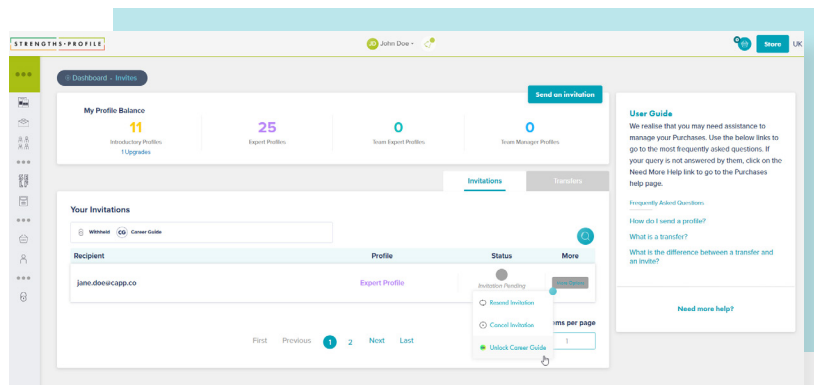 STRENGTHS·PROFILE
JD John Doe
0
Store
UK
Dashboard - Invites
Send an invitation
My Profile Balance
11
25
0
0
Introductory Profiles
Expert Profiles
Team Expert Profiles
Team Manager Profiles
1 Upgrades
Invitations
Transfers
Your Invitations
Withheld CG Career Guide
Recipient
Profile
Status
More
jane.doe@capp.co
Expert Profile
Invitation Pending
Resend Invitation
Cancel Invitation
Unlock Career Guide
ems per page
1
First
Previous
1
2
Next
Last
User Guide
We realise that you may need assistance to
manage your Purchases. Use the below links to
go to the most frequently asked questions. If
your query is not answered by them, click on the
Need More Help link to go to the Purchases
help page.
Frequently Asked Questions
How do I send a profile?
What is a transfer?
What is the difference between a transfer and
an invite?
Need more help?